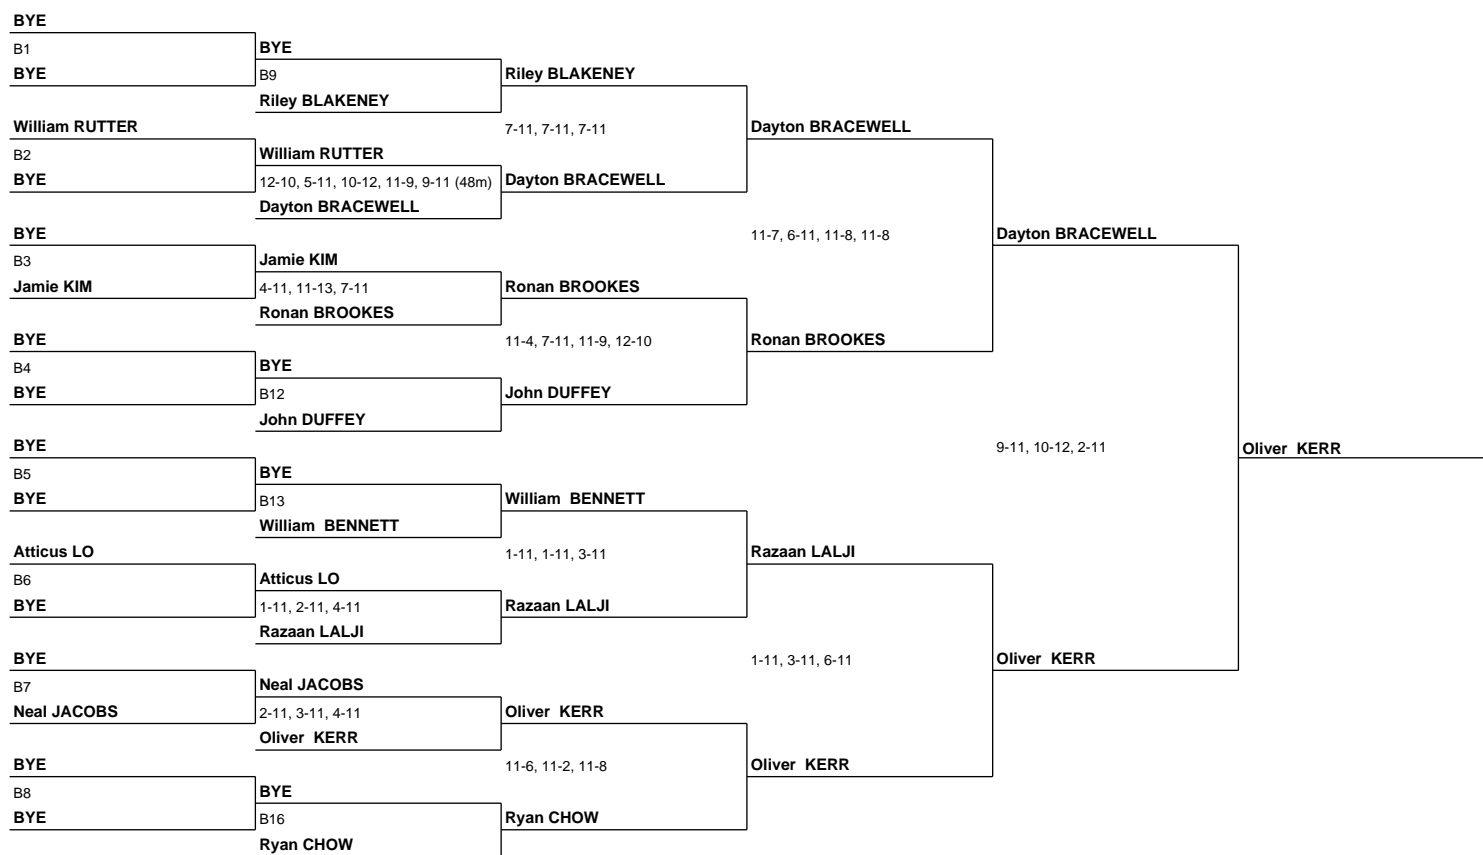 BYE
B1
BYE
William RUTTER
B2
BYE
BYE
B3
Jamie KIM
BYE
B4
BYE
BYE
B5
BYE
Atticus LO
B6
BYE
BYE
B7
Neal JACOBS
BYE
B8
BYE
BYE
B9
Riley BLAKENEY
William RUTTER
12-10, 5-11, 10-12, 11-9, 9-11 (48m)
Dayton BRACEWELL
Jamie KIM
4-11, 11-13, 7-11
Ronan BROOKES
BYE
B12
John DUFFEY
BYE
B13
William  BENNETT
Atticus LO
1-11, 2-11, 4-11
Razaan LALJI
Neal JACOBS
2-11, 3-11, 4-11
Oliver  KERR
BYE
B16
Ryan CHOW
Riley BLAKENEY
7-11, 7-11, 7-11
Dayton BRACEWELL
Ronan BROOKES
11-4, 7-11, 11-9, 12-10
John DUFFEY
William  BENNETT
1-11, 1-11, 3-11
Razaan LALJI
Oliver  KERR
11-6, 11-2, 11-8
Ryan CHOW
Dayton BRACEWELL
11-7, 6-11, 11-8, 11-8
Ronan BROOKES
Razaan LALJI
1-11, 3-11, 6-11
Oliver  KERR
Dayton BRACEWELL
9-11, 10-12, 2-11
Oliver  KERR
Oliver  KERR